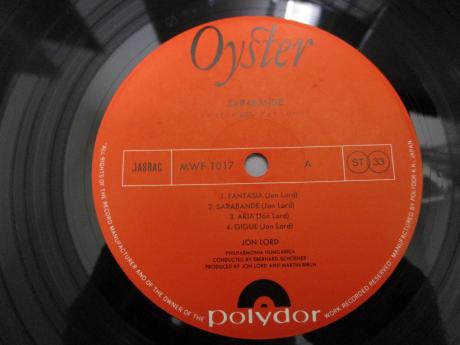 Oyster
SARABANDE
JASRAC MWF 1017 A ST 33
1. FANTASIA (Jon Lord)
2. SARABANDE (Jon Lord)
3. ARIA (Jon Lord)
4. GIGUE (Jon Lord)
JON LORD
PHILHARMONIA HUNGARICA
CONDUCTED BY EBERHARD SCHOENER
PRODUCED BY JON LORD AND MARTIN BIRCH
polydor
"ALL RIGHTS OF THE RECORD MANUFACTURER AND OF THE OWNER OF THE WORK RECORDED RESERVED" MANUFACTURED BY POLYDOR K.K., JAPAN